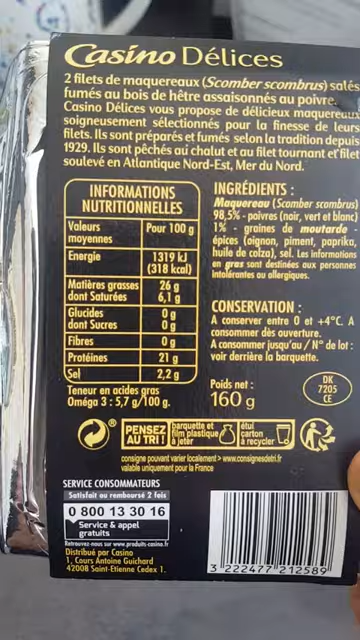 Casino Délices
2 filets de maquereaux (Scomber scombrus) salés
fumés au bois de hêtre assaisonnés au poivre.
Casino Délices vous propose de délicieux maquereaux
soigneusement sélectionnés pour la finesse de leurs
filets. Ils sont préparés et fumés selon la tradition depuis
1929. Ils sont pêchés au chalut et au filet tournant et filet
soulevé en Atlantique Nord-Est, Mer du Nord.
INFORMATIONS
NUTRITIONNELLES
Valeurs moyennes Pour 100 g
Energie 1319 kJ (318 kcal)
Matières grasses 26 g
dont Saturées 6,1 g
Glucides 0 g
dont Sucres 0 g
Fibres 0 g
Protéines 21 g
Sel 2,2 g
Teneur en acides gras
Oméga 3 : 5,7 g/100 g.
INGRÉDIENTS :
Maquereau (Scomber scombrus)
98,5% - poivres (noir, vert et blanc)
1% - graines de moutarde -
épices (oignon, piment, paprika,
huile de colza), sel. Les informations
en gras sont destinées aux personnes
intolérantes ou allergiques.
CONSERVATION :
A conserver entre 0 et +4°C. A
consommer dès ouverture.
A consommer jusqu'au / N° de lot :
voir derrière la barquette.
Poids net :
160 g
DK
7205
CE
PENSEZ
AU TRI !
barquette et
film plastique
à jeter
étui
carton
à recycler
consigne pouvant varier localement > www.consignesdetri.fr
valable uniquement pour la France
SERVICE CONSOMMATEURS
Satisfait ou remboursé 2 fois
0 800 13 30 16
Service & appel
gratuits
Retrouvez-nous sur www.produits-casino.fr
Distribué par Casino
1, Cours Antoine Guichard
42008 Saint-Etienne Cedex 1.
3 222477 212589